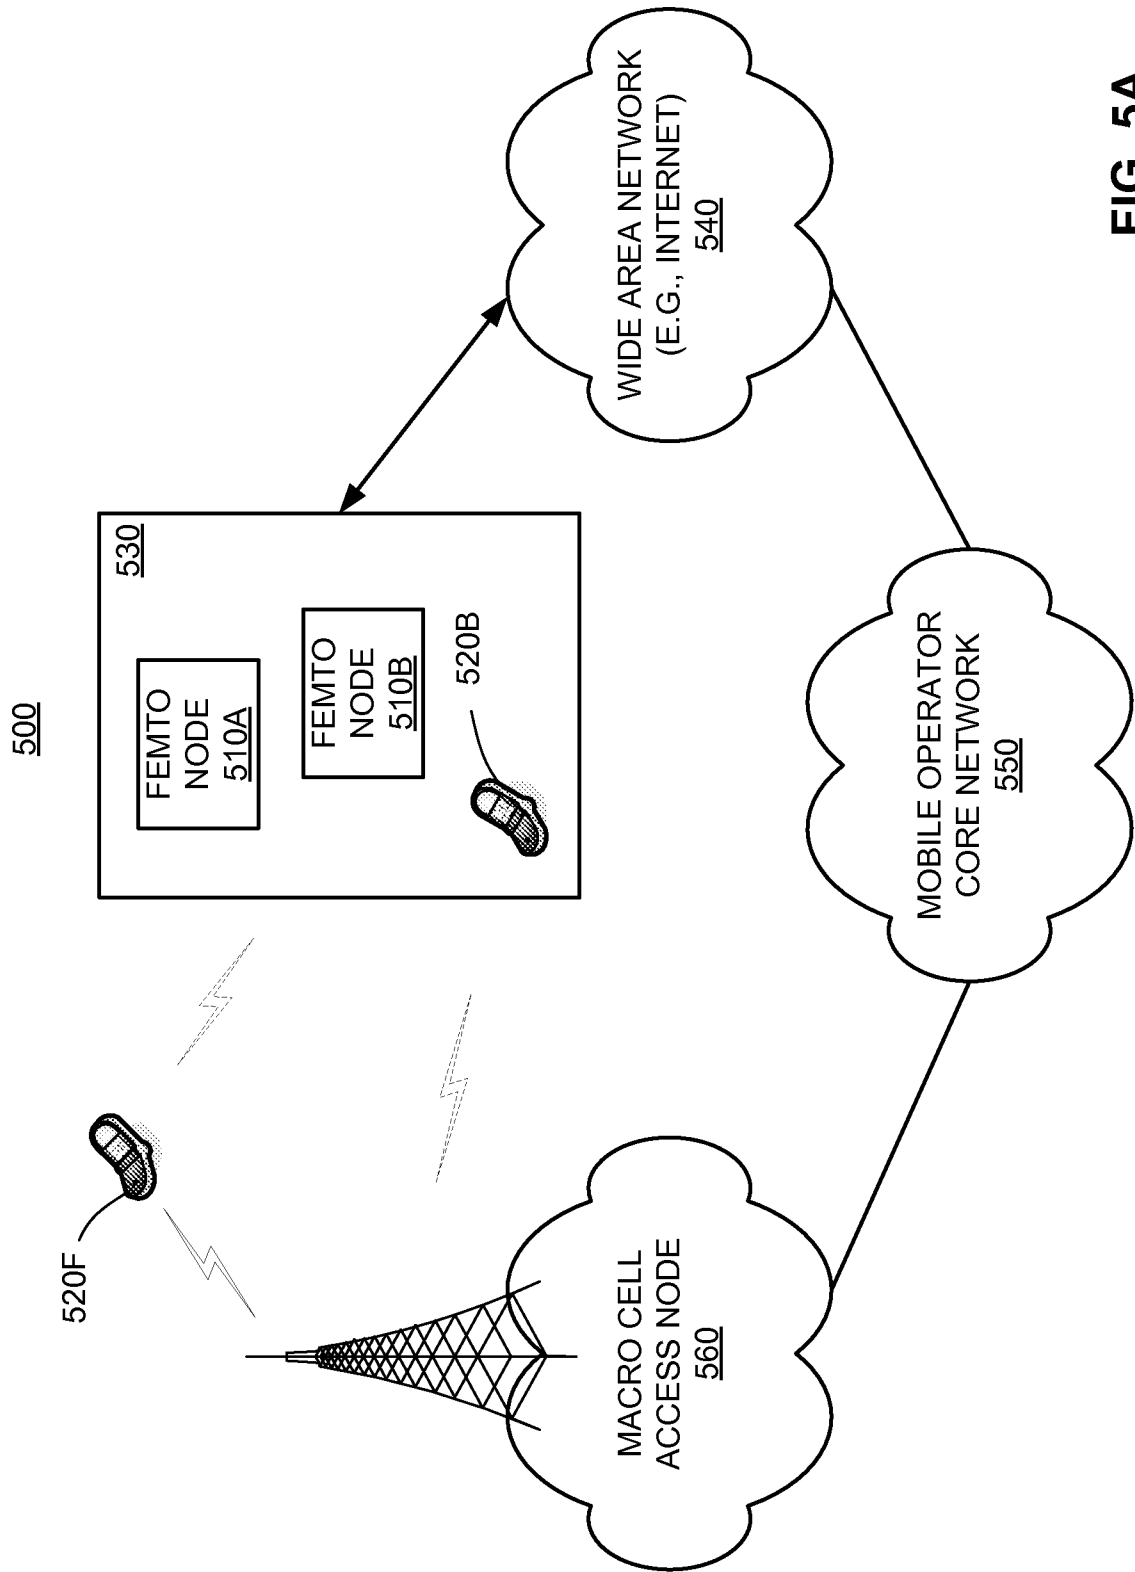 500
520F
530
FEMTO
NODE
510A
FEMTO
NODE
510B
520B
MACRO CELL
ACCESS NODE
560
WIDE AREA NETWORK
(E.G., INTERNET)
540
MOBILE OPERATOR
CORE NETWORK
550
FIG. 5A